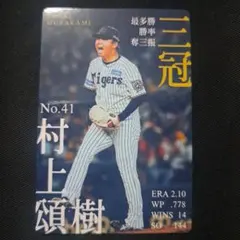 MURAKAMI
三冠
最多勝
勝率
奪三振
Tigers
No.41
村上
頌樹
ERA 2.10
WP .778
WINS 14
SO 144